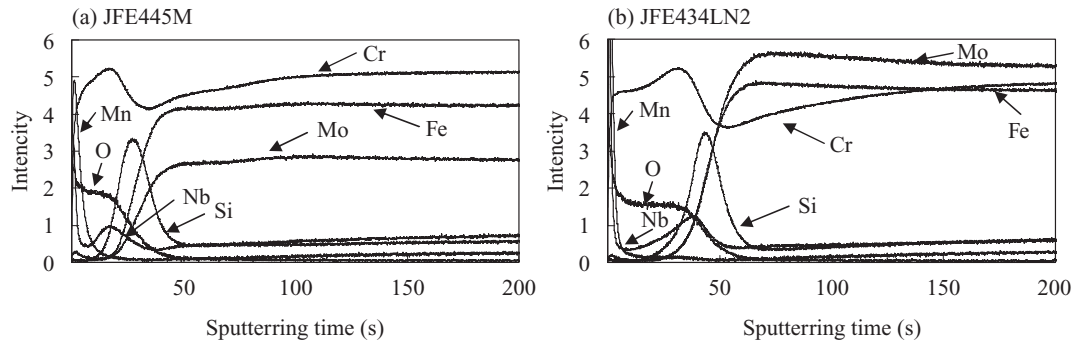 (a) JFE445M
6
5
4
3
2
1
0
Intencity
Mn
O
Nb
Si
Mo
Cr
Fe
50
100
150
200
Sputterring time (s)
(b) JFE434LN2
6
5
4
3
2
1
0
Intencity
Mn
O
Nb
Si
Cr
Mo
Fe
50
100
150
200
Sputterring time (s)